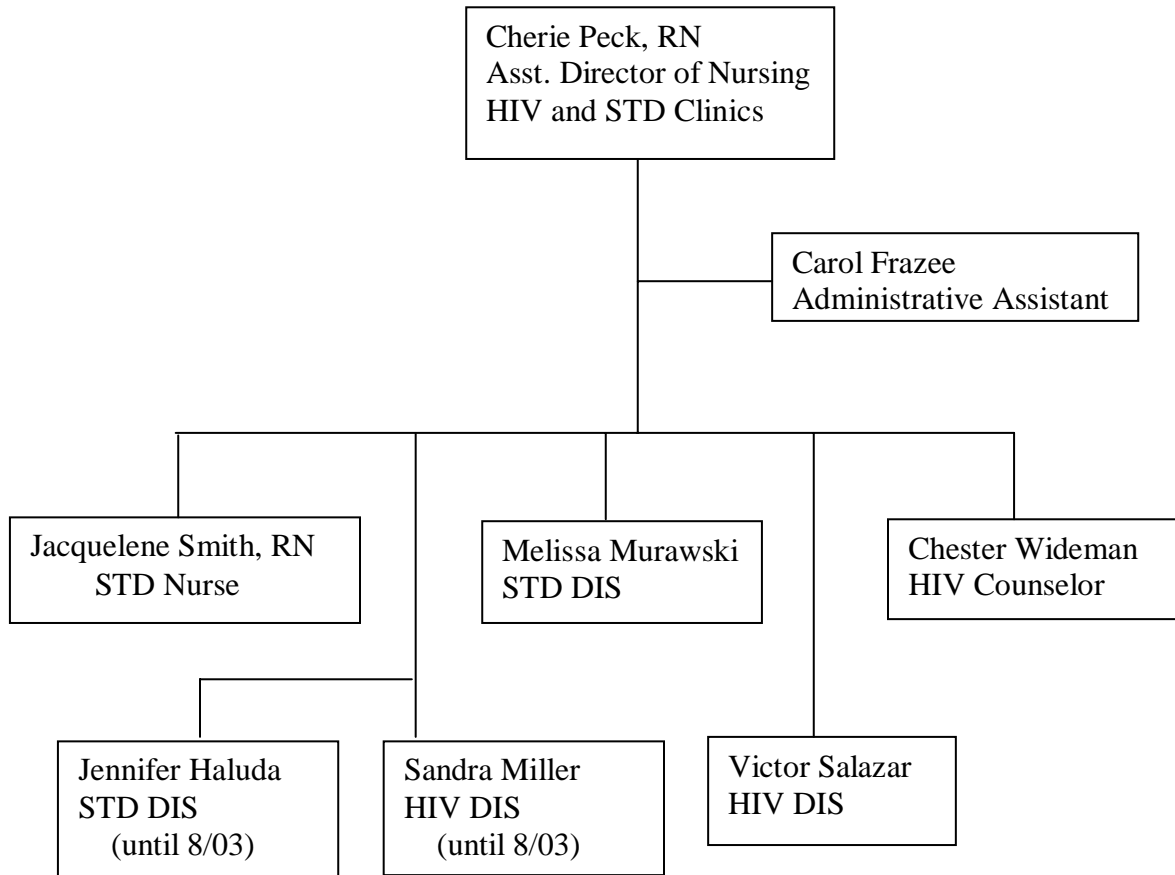 Cherie Peck, RN
Asst. Director of Nursing
HIV and STD Clinics
Carol Frazee
Administrative Assistant
Jacquelene Smith, RN
STD Nurse
Melissa Murawski
STD DIS
Chester Wideman
HIV Counselor
Jennifer Haluda
STD DIS
(until 8/03)
Sandra Miller
HIV DIS
(until 8/03)
Victor Salazar
HIV DIS